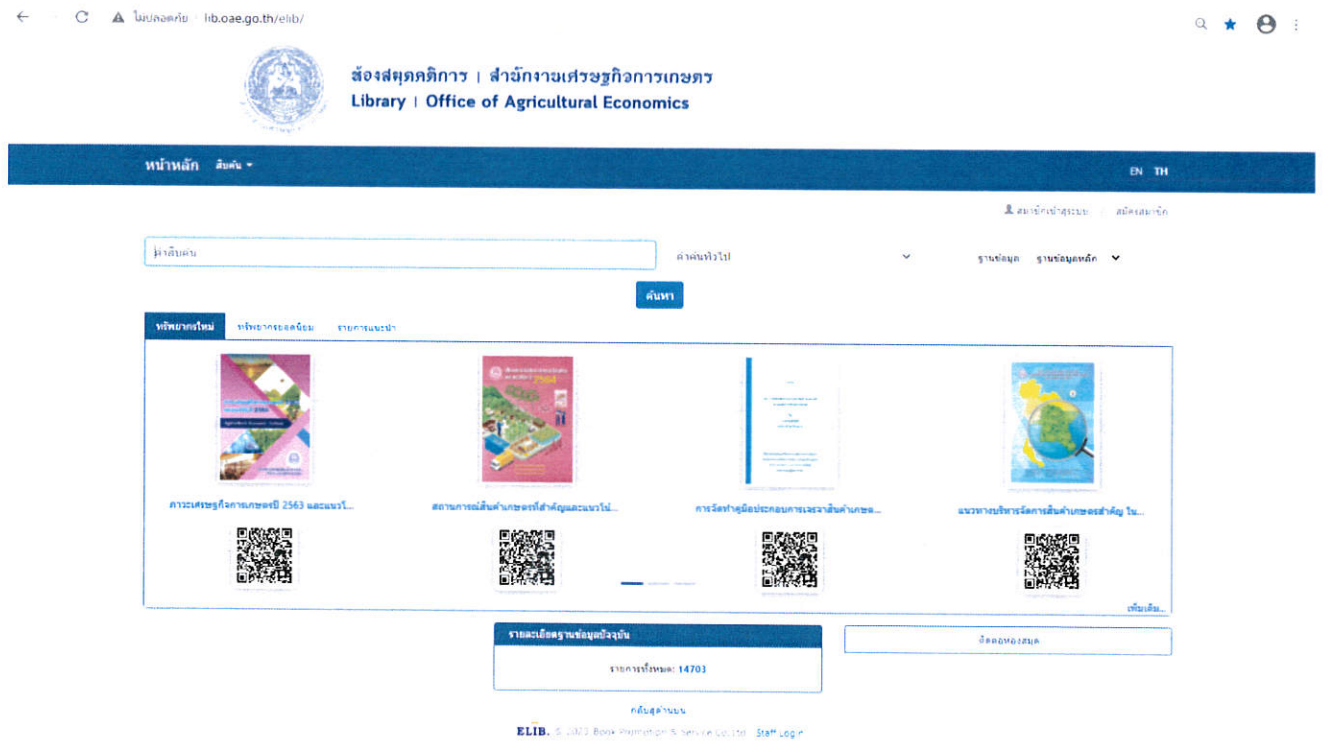 ไม่ปลอดภัย lib.oae.go.th/elib/
ห้องสมุดคติการ | สำนักงานเศรษฐกิจการเกษตร
Library | Office of Agricultural Economics
หน้าหลัก สืบค้น
EN TH
สมาชิกเข้าสู่ระบบ / สมัครสมาชิก
คำสืบค้น คำค้นทั่วไป ฐานข้อมูล ฐานข้อมูลหลัก
ค้นหา
ทรัพยากรใหม่ ทรัพยากรยอดนิยม รายการแนะนำ
ภาวะเศรษฐกิจการเกษตรปี 2563 และแนวโ... สถานการณ์สินค้าเกษตรที่สำคัญและแนวโน่... การจัดทำคู่มือประกอบการเจรจาสินค้าเกษต... แนวทางบริหารจัดการสินค้าเกษตรสำคัญ ใน...
เพิ่มเติม...
รายละเอียดฐานข้อมูลปัจจุบัน
ติดต่อห้องสมุด
รายการทั้งหมด: 14703
กลับสู่ด้านบน
ELIB. © 2023 Book Promotion & Service Co.,Ltd Staff Login